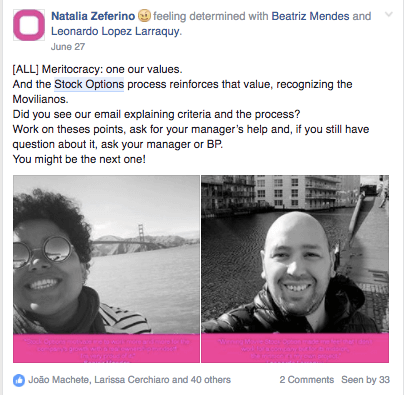 Natalia Zeferino feeling determined with Beatriz Mendes and
Leonardo Lopez Larraquy.
June 27
[ALL] Meritocracy: one our values.
And the Stock Options process reinforces that value, recognizing the
Movilianos.
Did you see our email explaining criteria and the process?
Work on theses points, ask for your manager's help and, if you still have
question about it, ask your manager or BP.
You might be the next one!
João Machete, Larissa Cerchiaro and 40 others
2 Comments Seen by 33